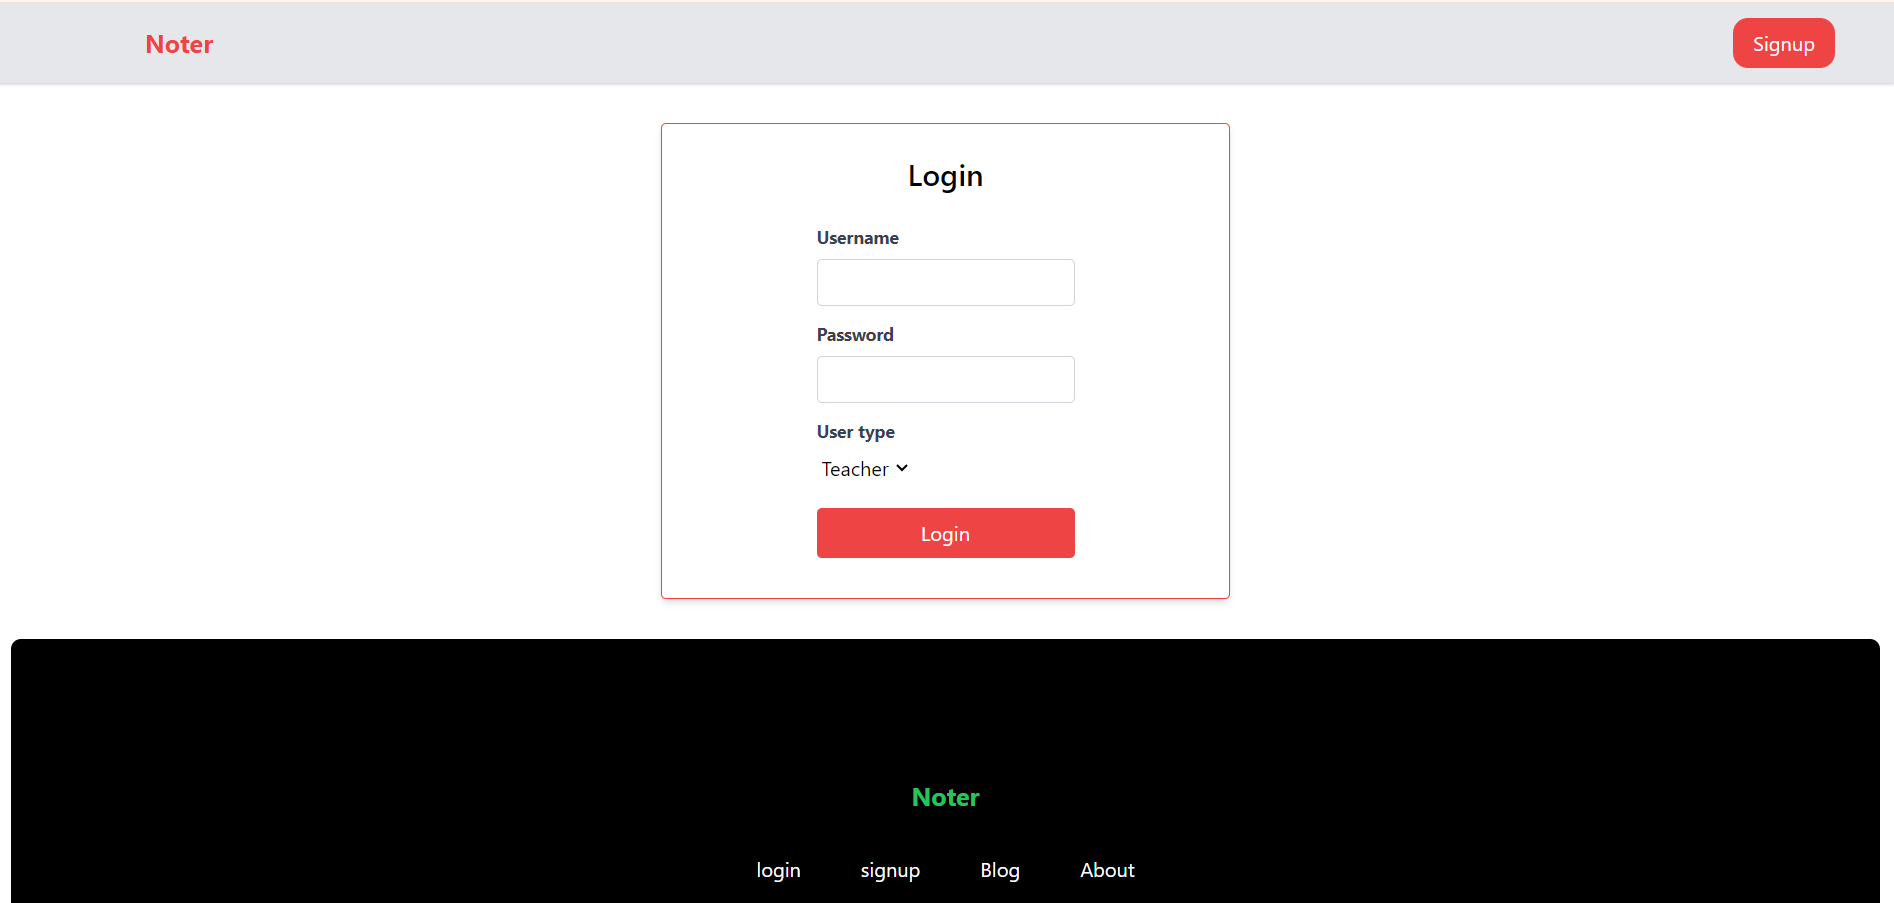 Noter Signup
Login
Username
Password
User type
Teacher
Login
Noter
login signup Blog About